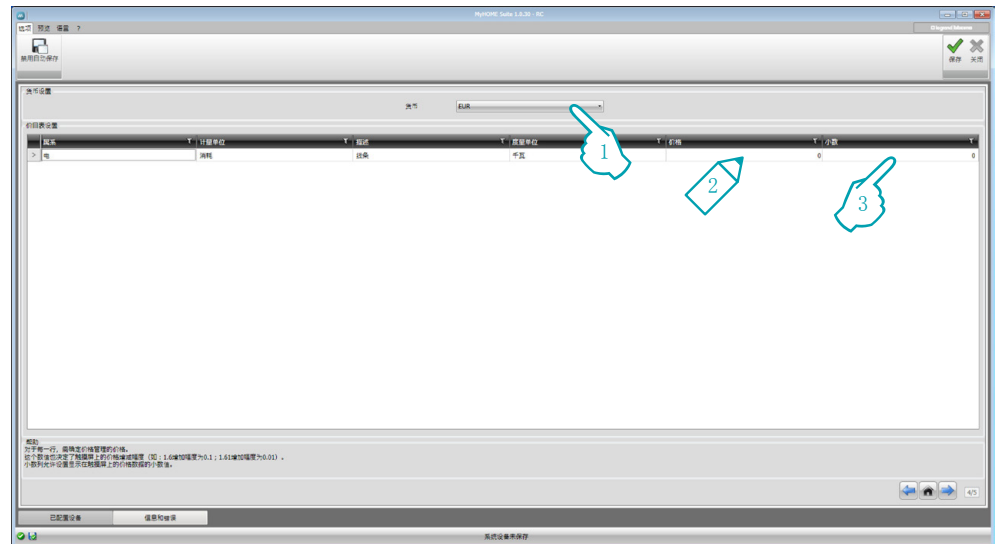 MyHOME Suite 1.0.30 - RC
选项 预览 语言 ?
禁用自动保存
保存 关闭
货币设置
货币 EUR
价目表设置
属系 计量单位 描述 度量单位 价格 小数
> 电 消耗 达桑 千瓦 0 0
1
2
3
帮助
对于每一行，需确定价格管理的价格。
这个数值也决定了触摸屏上的价格增减幅度（如：1.6增加幅度为0.1；1.61增加幅度为0.01）。
小数列允许设置显示在触摸屏上的价格数据的小数值。
4/5
已配置设备 信息和错误
系统设备未保存